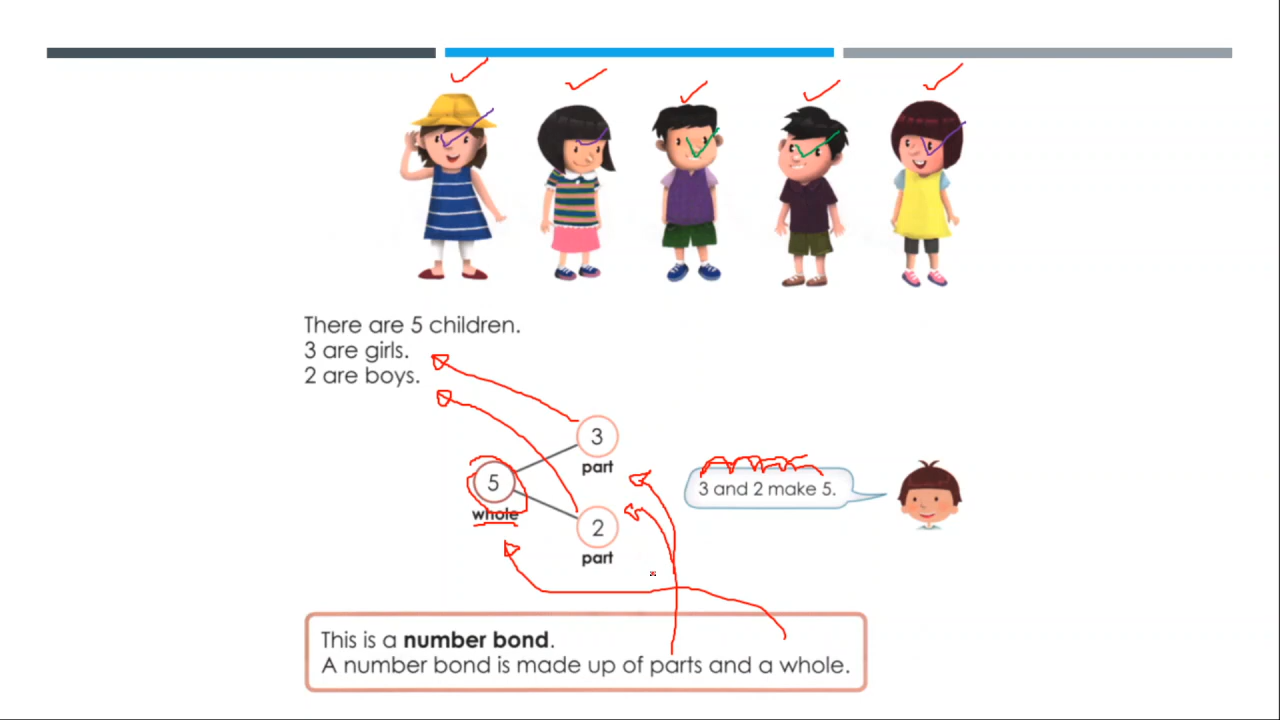 There are 5 children.
3 are girls.
2 are boys.
3
part
5
whole
3 and 2 make 5.
2
part
This is a number bond.
A number bond is made up of parts and a whole.